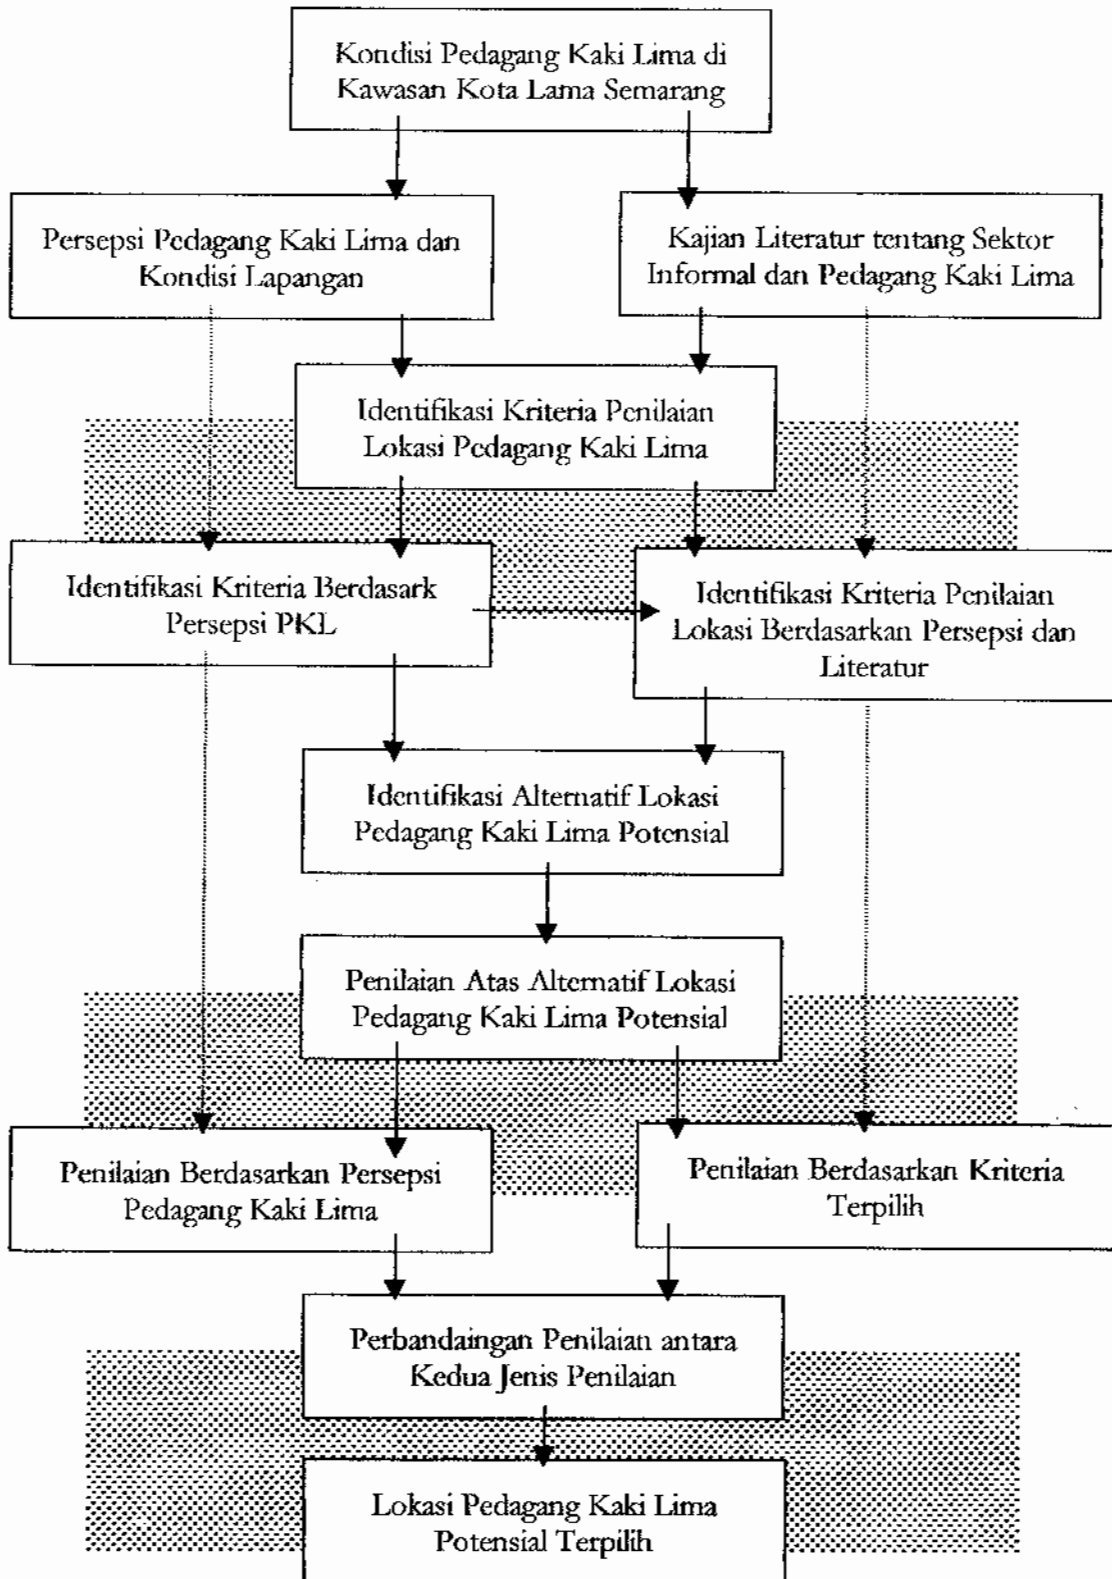 Kondisi Pedagang Kaki Lima di
Kawasan Kota Lama Semarang
Persepsi Pedagang Kaki Lima dan
Kondisi Lapangan
Kajian Literatur tentang Sektor
Informal dan Pedagang Kaki Lima
Identifikasi Kriteria Penilaian
Lokasi Pedagang Kaki Lima
Identifikasi Kriteria Berdasark
Persepsi PKL
Identifikasi Kriteria Penilaian
Lokasi Berdasarkan Persepsi dan
Literatur
Identifikasi Alternatif Lokasi
Pedagang Kaki Lima Potensial
Penilaian Atas Alternatif Lokasi
Pedagang Kaki Lima Potensial
Penilaian Berdasarkan Persepsi
Pedagang Kaki Lima
Penilaian Berdasarkan Kriteria
Terpilih
Perbandaingan Penilaian antara
Kedua Jenis Penilaian
Lokasi Pedagang Kaki Lima
Potensial Terpilih